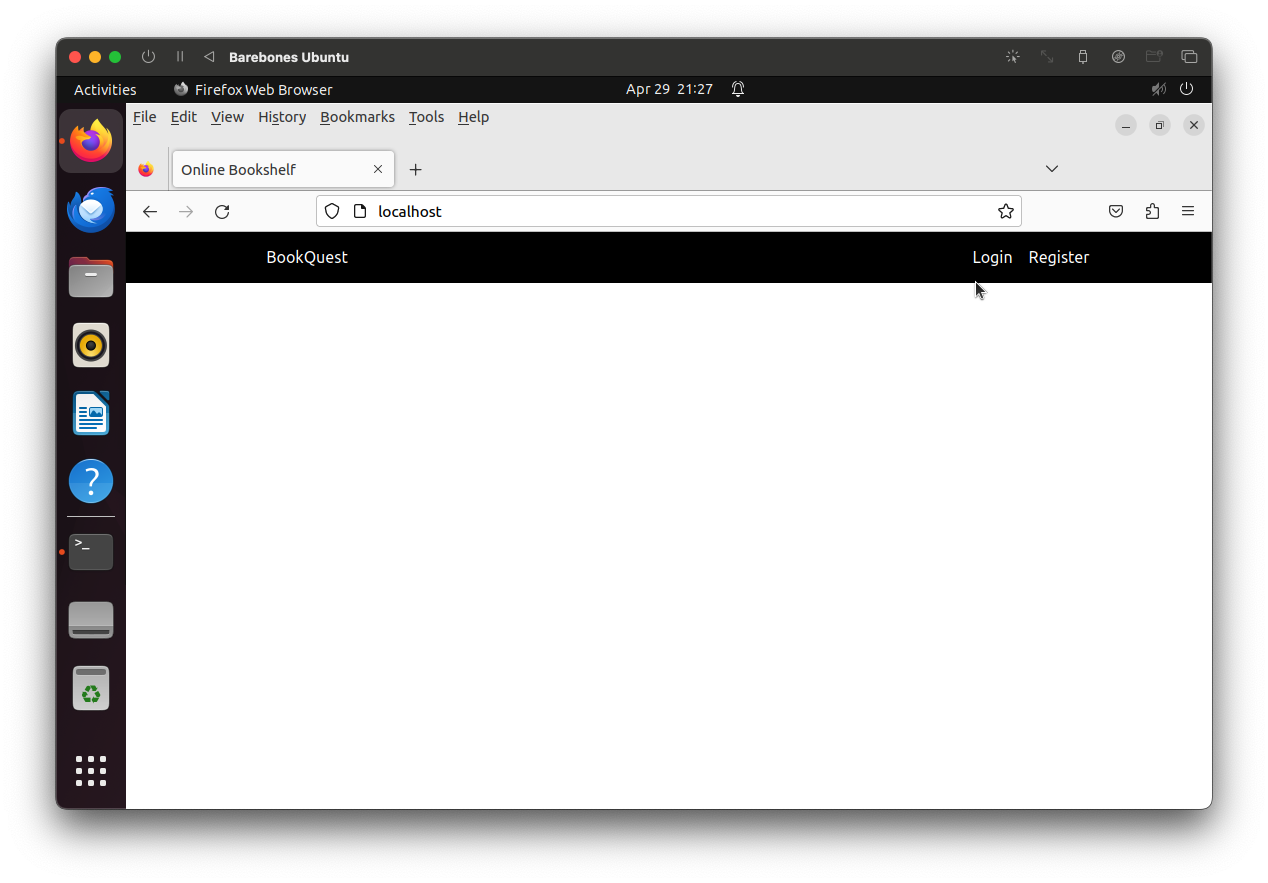 Barebones Ubuntu
Activities Firefox Web Browser Apr 29 21:27
File Edit View History Bookmarks Tools Help
Online Bookshelf
localhost
BookQuest Login Register
>_
?